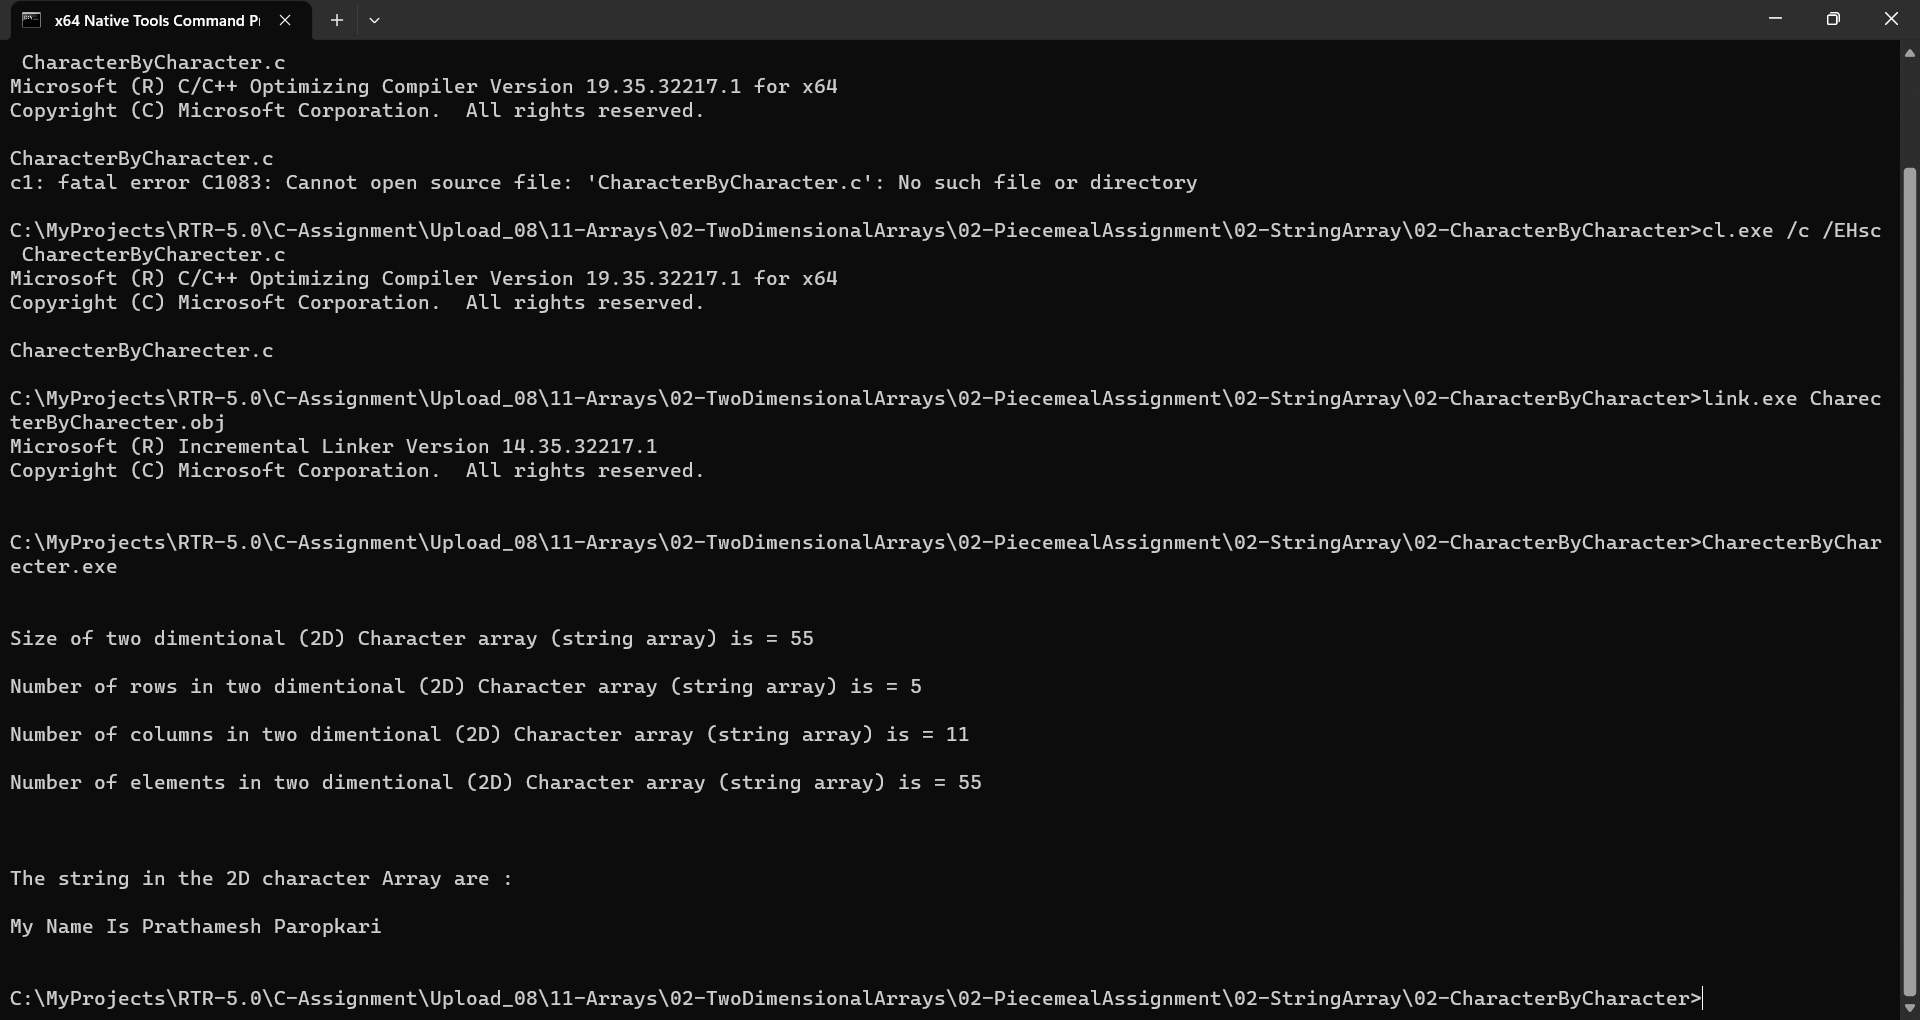 x64 Native Tools Command P
CharacterByCharacter.c
Microsoft (R) C/C++ Optimizing Compiler Version 19.35.32217.1 for x64
Copyright (C) Microsoft Corporation.  All rights reserved.
CharacterByCharacter.c
c1: fatal error C1083: Cannot open source file: 'CharacterByCharacter.c': No such file or directory
C:\MyProjects\RTR-5.0\C-Assignment\Upload_08\11-Arrays\02-TwoDimensionalArrays\02-PiecemealAssignment\02-StringArray\02-CharacterByCharacter>cl.exe /c /EHsc
CharecterByCharecter.c
Microsoft (R) C/C++ Optimizing Compiler Version 19.35.32217.1 for x64
Copyright (C) Microsoft Corporation.  All rights reserved.
CharecterByCharecter.c
C:\MyProjects\RTR-5.0\C-Assignment\Upload_08\11-Arrays\02-TwoDimensionalArrays\02-PiecemealAssignment\02-StringArray\02-CharacterByCharacter>link.exe Charec
terByCharecter.obj
Microsoft (R) Incremental Linker Version 14.35.32217.1
Copyright (C) Microsoft Corporation.  All rights reserved.
C:\MyProjects\RTR-5.0\C-Assignment\Upload_08\11-Arrays\02-TwoDimensionalArrays\02-PiecemealAssignment\02-StringArray\02-CharacterByCharacter>CharecterByChar
ecter.exe
Size of two dimentional (2D) Character array (string array) is = 55
Number of rows in two dimentional (2D) Character array (string array) is = 5
Number of columns in two dimentional (2D) Character array (string array) is = 11
Number of elements in two dimentional (2D) Character array (string array) is = 55
The string in the 2D character Array are :
My Name Is Prathamesh Paropkari
C:\MyProjects\RTR-5.0\C-Assignment\Upload_08\11-Arrays\02-TwoDimensionalArrays\02-PiecemealAssignment\02-StringArray\02-CharacterByCharacter>